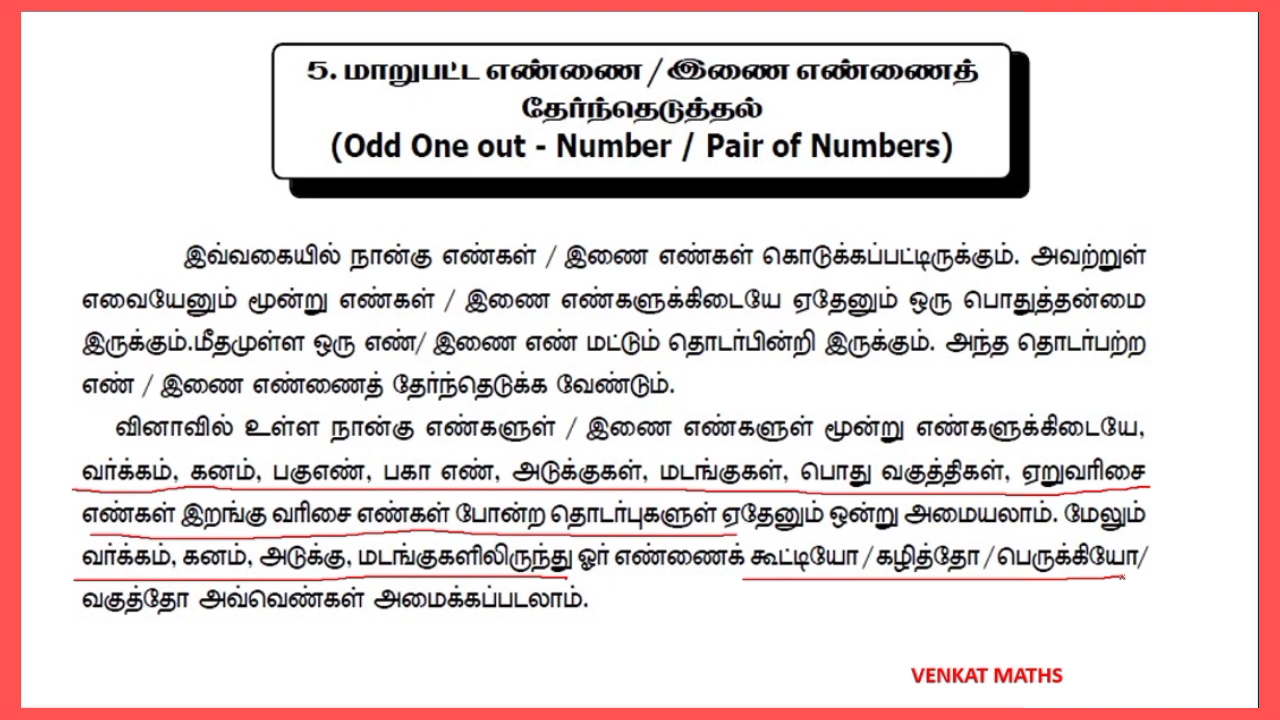 5. மாறுபட்ட எண்ணை / இணை எண்ணைத்
தேர்ந்தெடுத்தல்
(Odd One out - Number / Pair of Numbers)
இவ்வகையில் நான்கு எண்கள் / இணை எண்கள் கொடுக்கப்பட்டிருக்கும். அவற்றுள்
எவையேனும் மூன்று எண்கள் / இணை எண்களுக்கிடையே ஏதேனும் ஒரு பொதுத்தன்மை
இருக்கும்.மீதமுள்ள ஒரு எண்/ இணை எண் மட்டும் தொடர்பின்றி இருக்கும். அந்த தொடர்பற்ற
எண் / இணை எண்ணைத் தேர்ந்தெடுக்க வேண்டும்.
வினாவில் உள்ள நான்கு எண்களுள் / இணை எண்களுள் மூன்று எண்களுக்கிடையே,
வர்க்கம், கனம், பகுஎண், பகா எண், அடுக்குகள், மடங்குகள், பொது வகுத்திகள், ஏறுவரிசை
எண்கள் இறங்கு வரிசை எண்கள் போன்ற தொடர்புகளுள் ஏதேனும் ஒன்று அமையலாம். மேலும்
வர்க்கம், கனம், அடுக்கு, மடங்குகளிலிருந்து ஓர் எண்ணைக் கூட்டியோ / கழித்தோ / பெருக்கியோ/
வகுத்தோ அவ்வெண்கள் அமைக்கப்படலாம்.
VENKAT MATHS